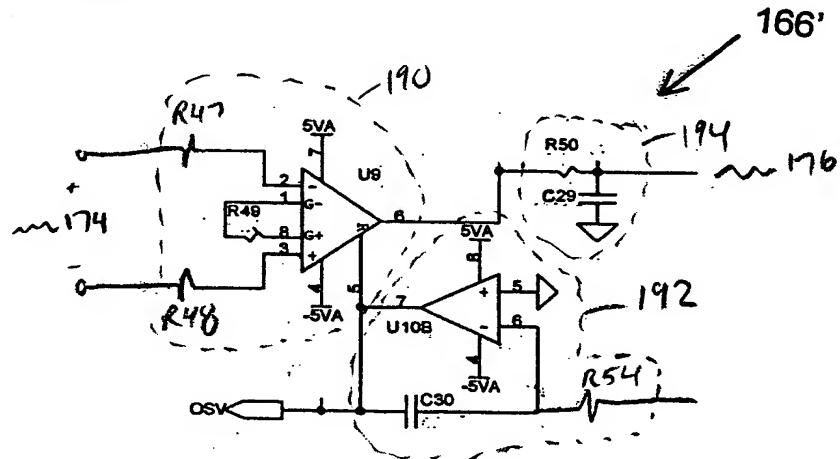 166'
190
R47
5VA
7
U9
R50
194
2
-
1
G-
+
174
-
R49
8
G+
3
+
R
6
C29
176
5VA
8
4
-5VA
5
7
+
5
192
R48
U10B
-
6
4
-5VA
R54
OSV
C30